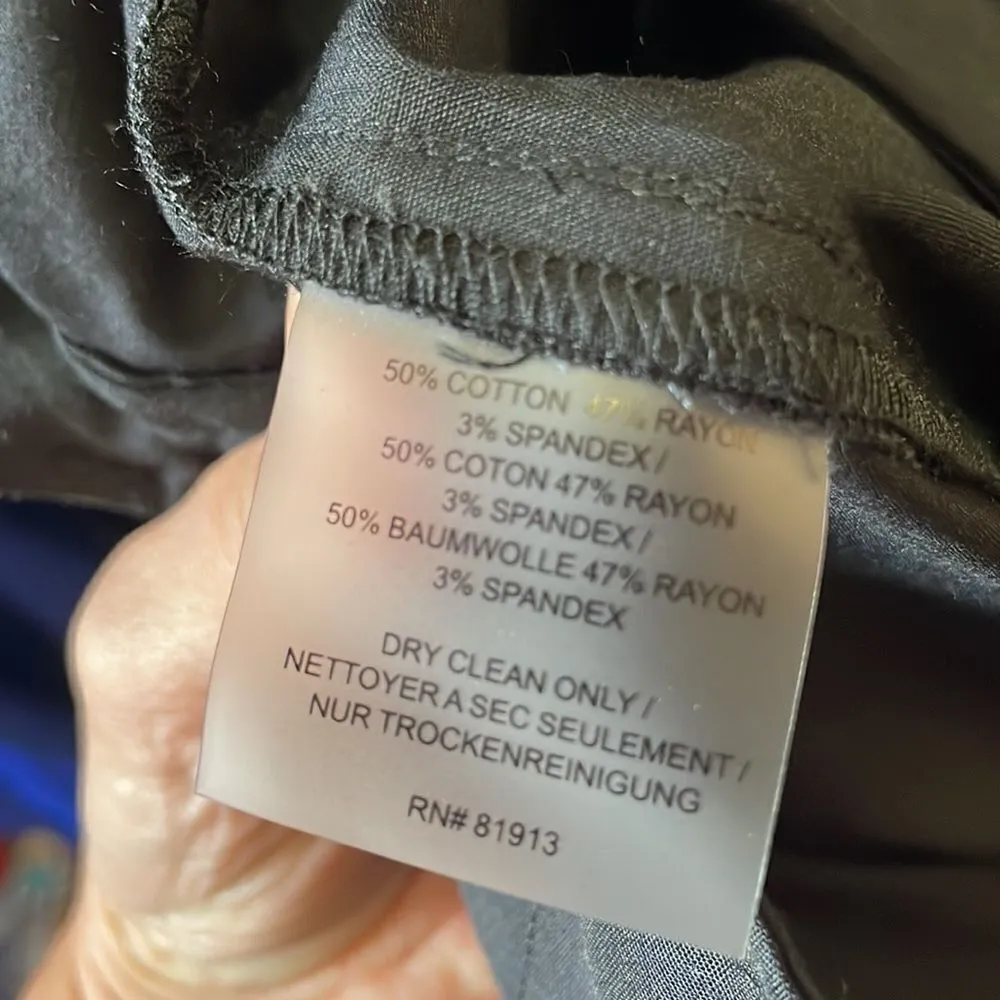 50% COTTON 47% RAYON
3% SPANDEX /
50% COTON 47% RAYON
3% SPANDEX /
50% BAUMWOLLE 47% RAYON
3% SPANDEX
DRY CLEAN ONLY /
NETTOYER A SEC SEULEMENT /
NUR TROCKENREINIGUNG
RN# 81913